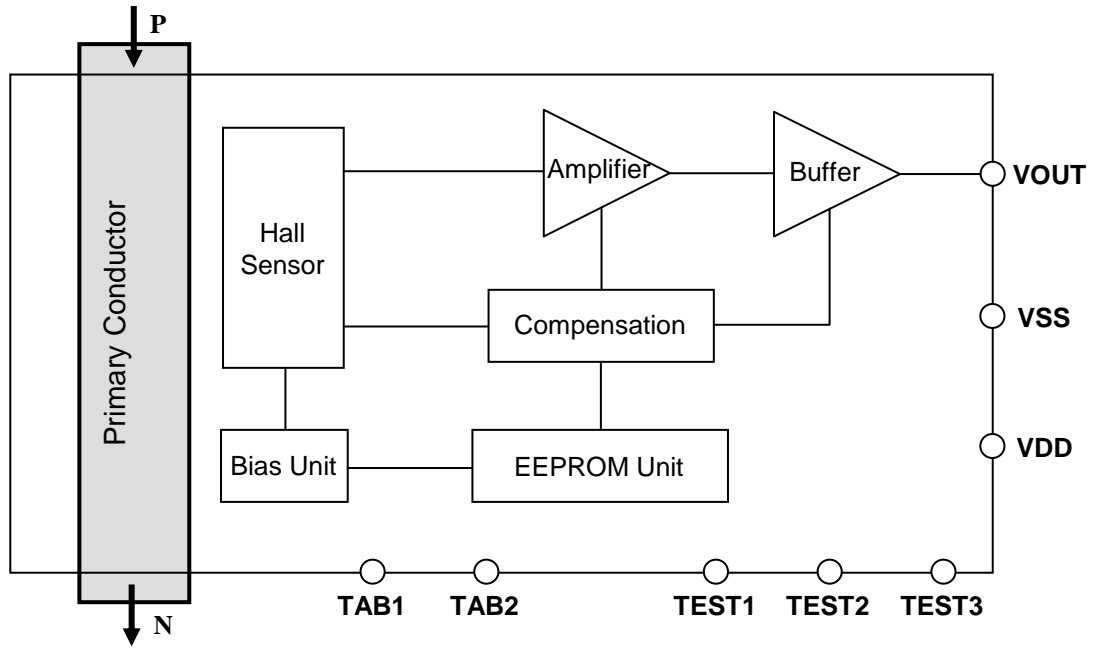 P
Primary Conductor
Hall
Sensor
Amplifier
Buffer
VOUT
Compensation
VSS
Bias Unit
EEPROM Unit
VDD
TAB1
TAB2
TEST1
TEST2
TEST3
N